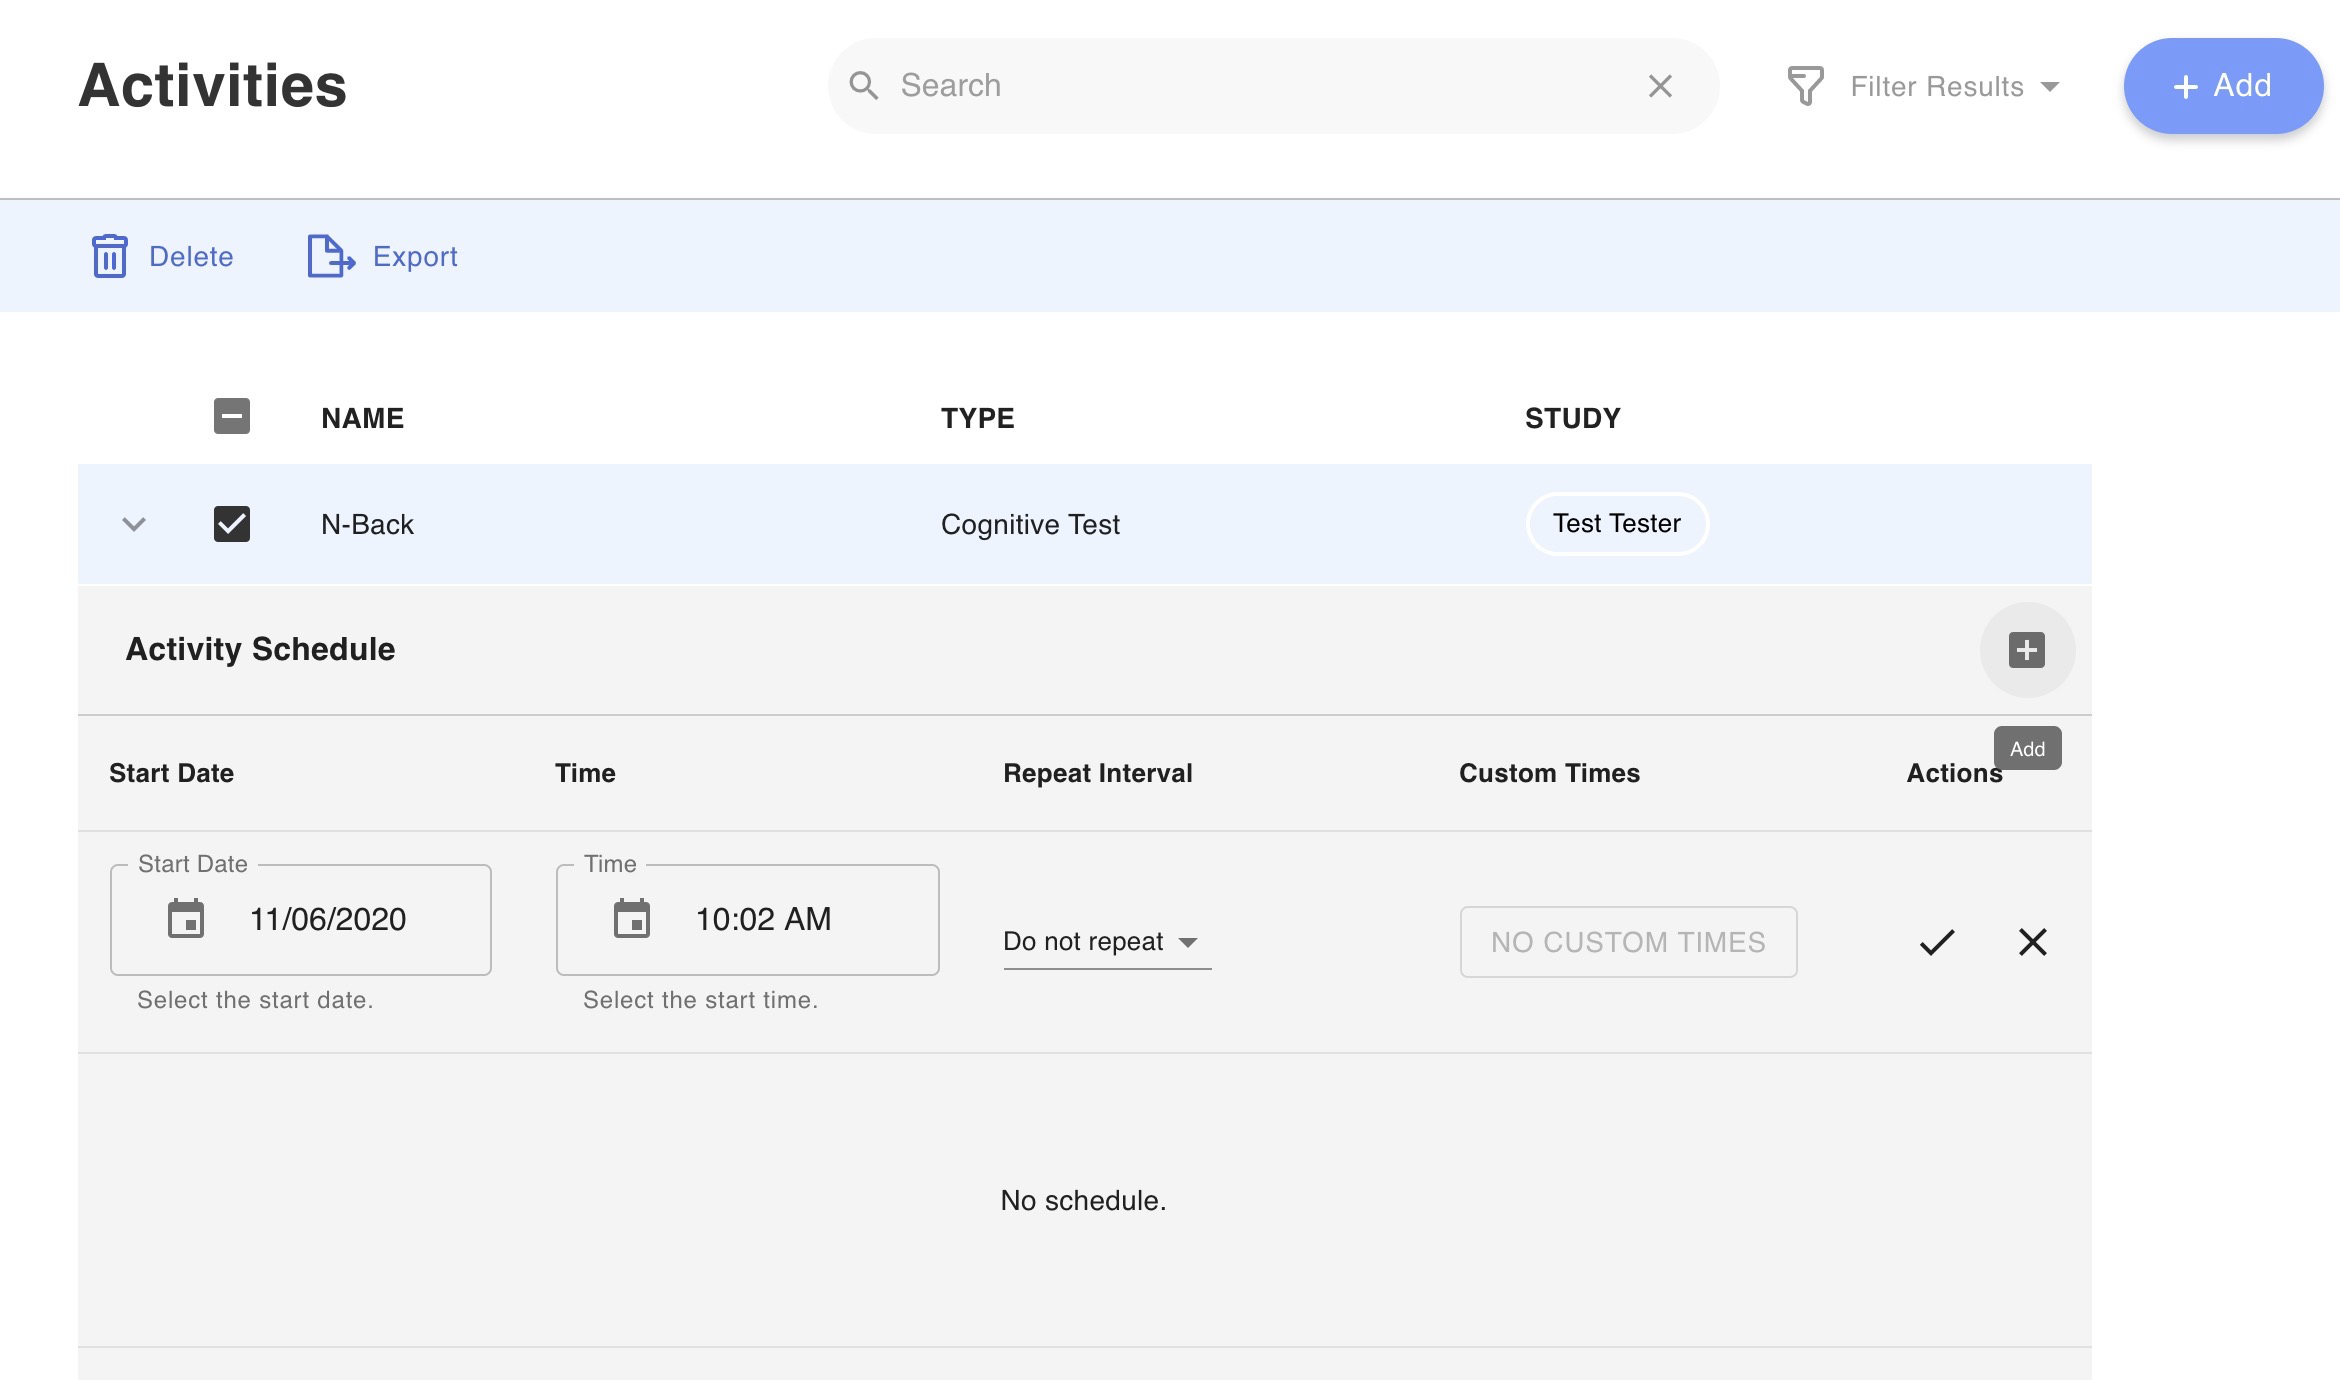 Activities
Search
Filter Results
+ Add
Delete
Export
NAME TYPE STUDY
N-Back Cognitive Test Test Tester
Activity Schedule
Add
Start Date Time Repeat Interval Custom Times Actions
Start Date Time
11/06/2020 10:02 AM
Do not repeat NO CUSTOM TIMES
Select the start date. Select the start time.
No schedule.